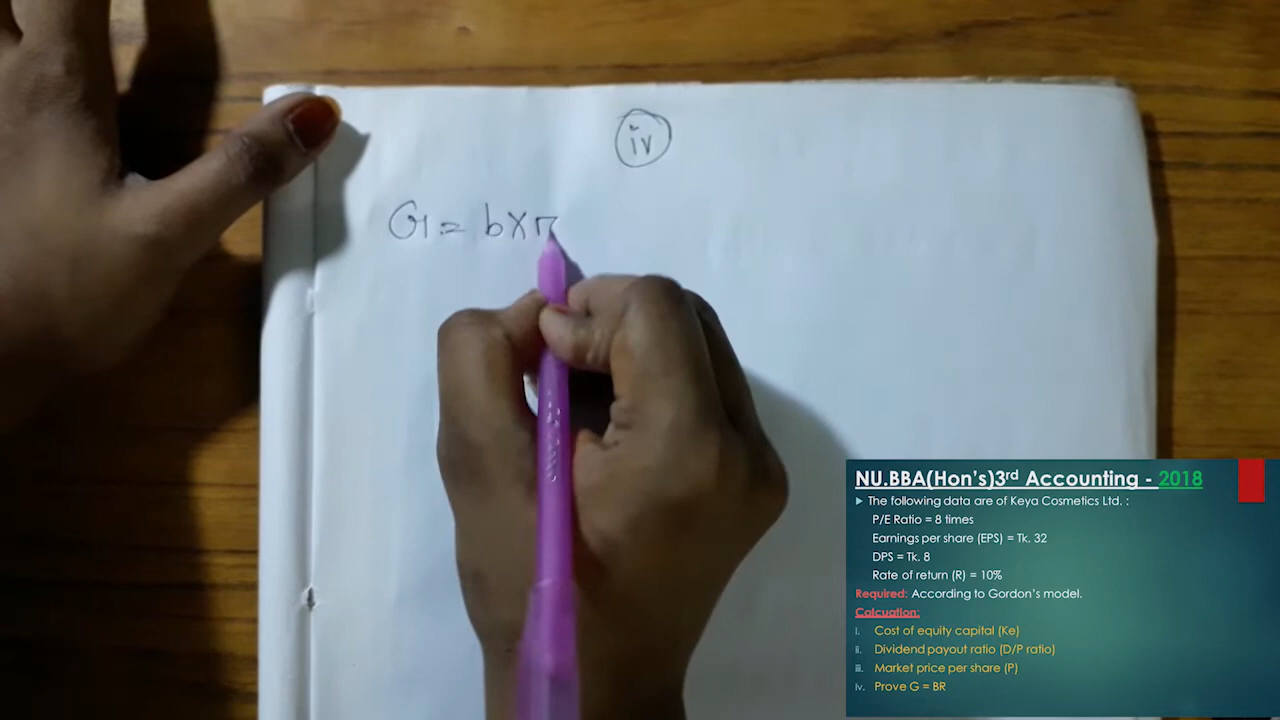 iv
G = b×r
NU.BBA(Hon's)3rd Accounting - 2018
The following data are of Keya Cosmetics Ltd. :
P/E Ratio = 8 times
Earnings per share (EPS) = Tk. 32
DPS = Tk. 8
Rate of return (R) = 10%
Required: According to Gordon's model.
Calcuation:
i. Cost of equity capital (Ke)
ii. Dividend payout ratio (D/P ratio)
iii. Market price per share (P)
iv. Prove G = BR